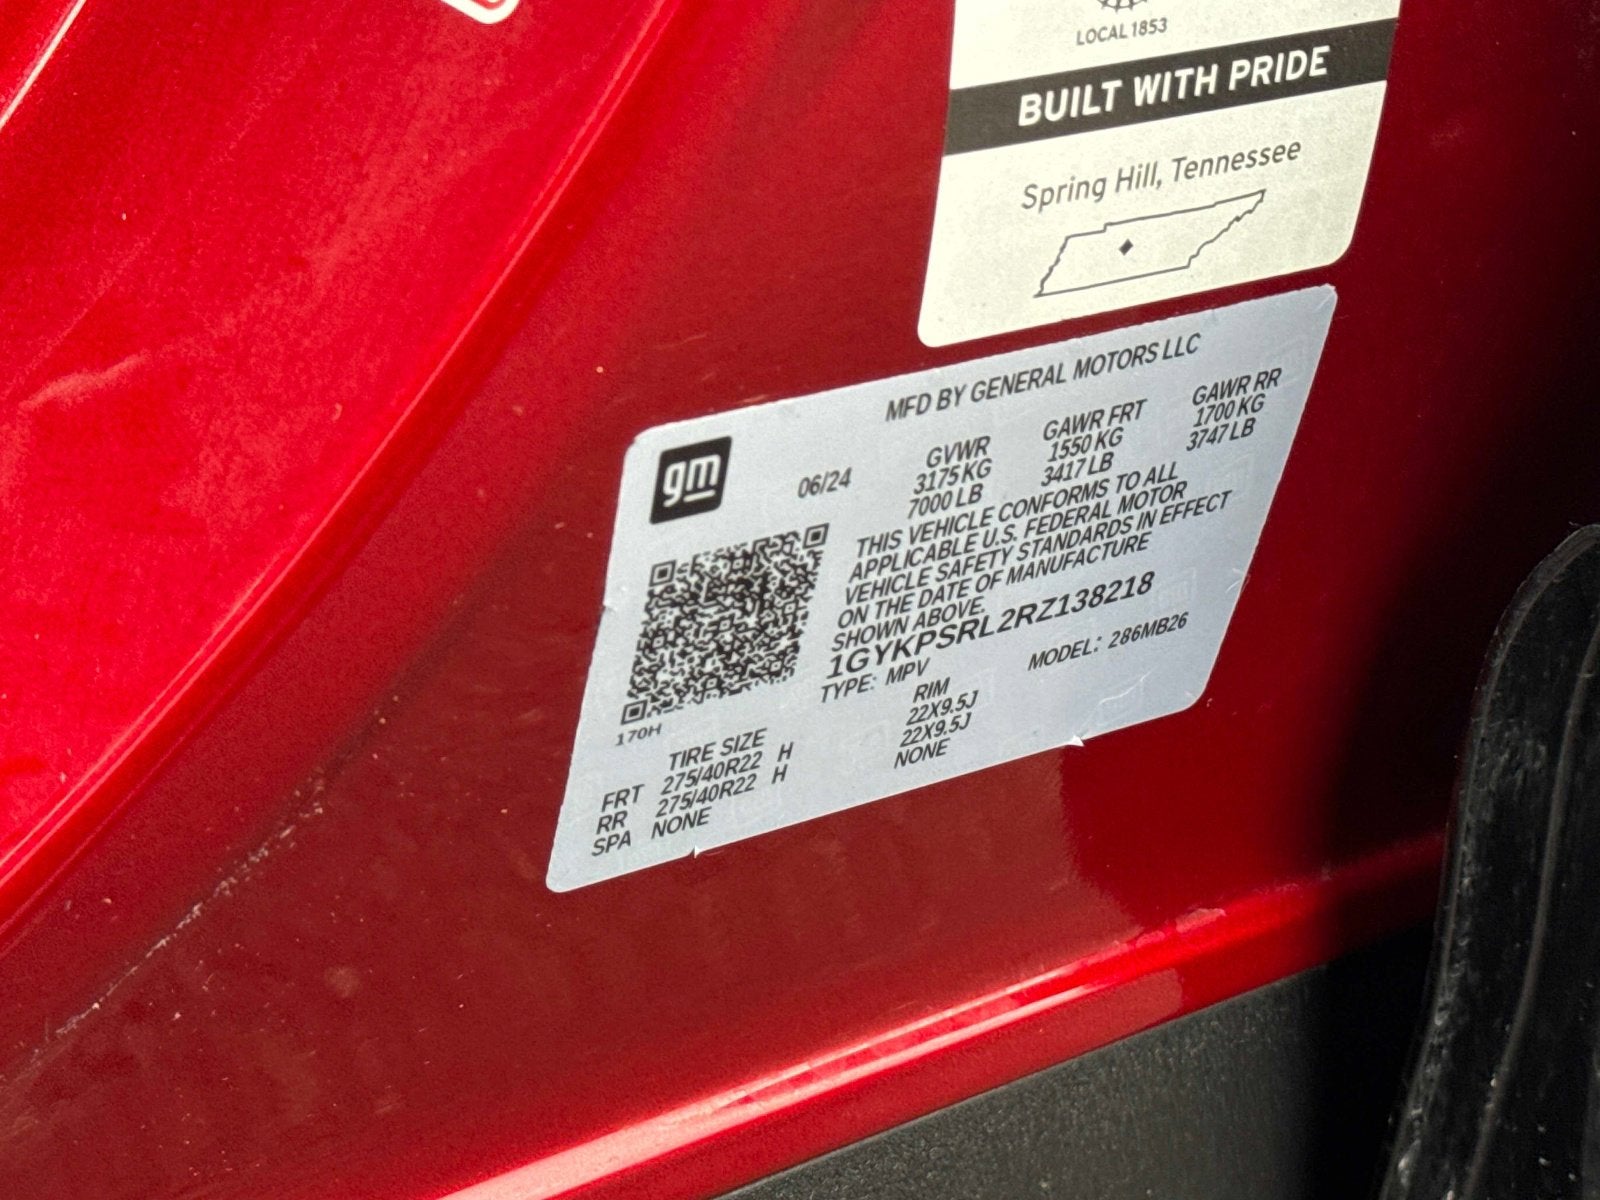 LOCAL 1853
BUILT WITH PRIDE
Spring Hill, Tennessee
MFD BY GENERAL MOTORS LLC
gm
06/24
GVWR GAWR FRT GAWR RR
3175 KG 1550 KG 1700 KG
7000 LB 3417 LB 3747 LB
THIS VEHICLE CONFORMS TO ALL
APPLICABLE U.S. FEDERAL MOTOR
VEHICLE SAFETY STANDARDS IN EFFECT
ON THE DATE OF MANUFACTURE
SHOWN ABOVE.
1GYKPSRL2RZ138218
TYPE: MPV MODEL: 286MB26
170H
TIRE SIZE RIM
FRT 275/40R22 H 22X9.5J
RR 275/40R22 H 22X9.5J
SPA NONE NONE